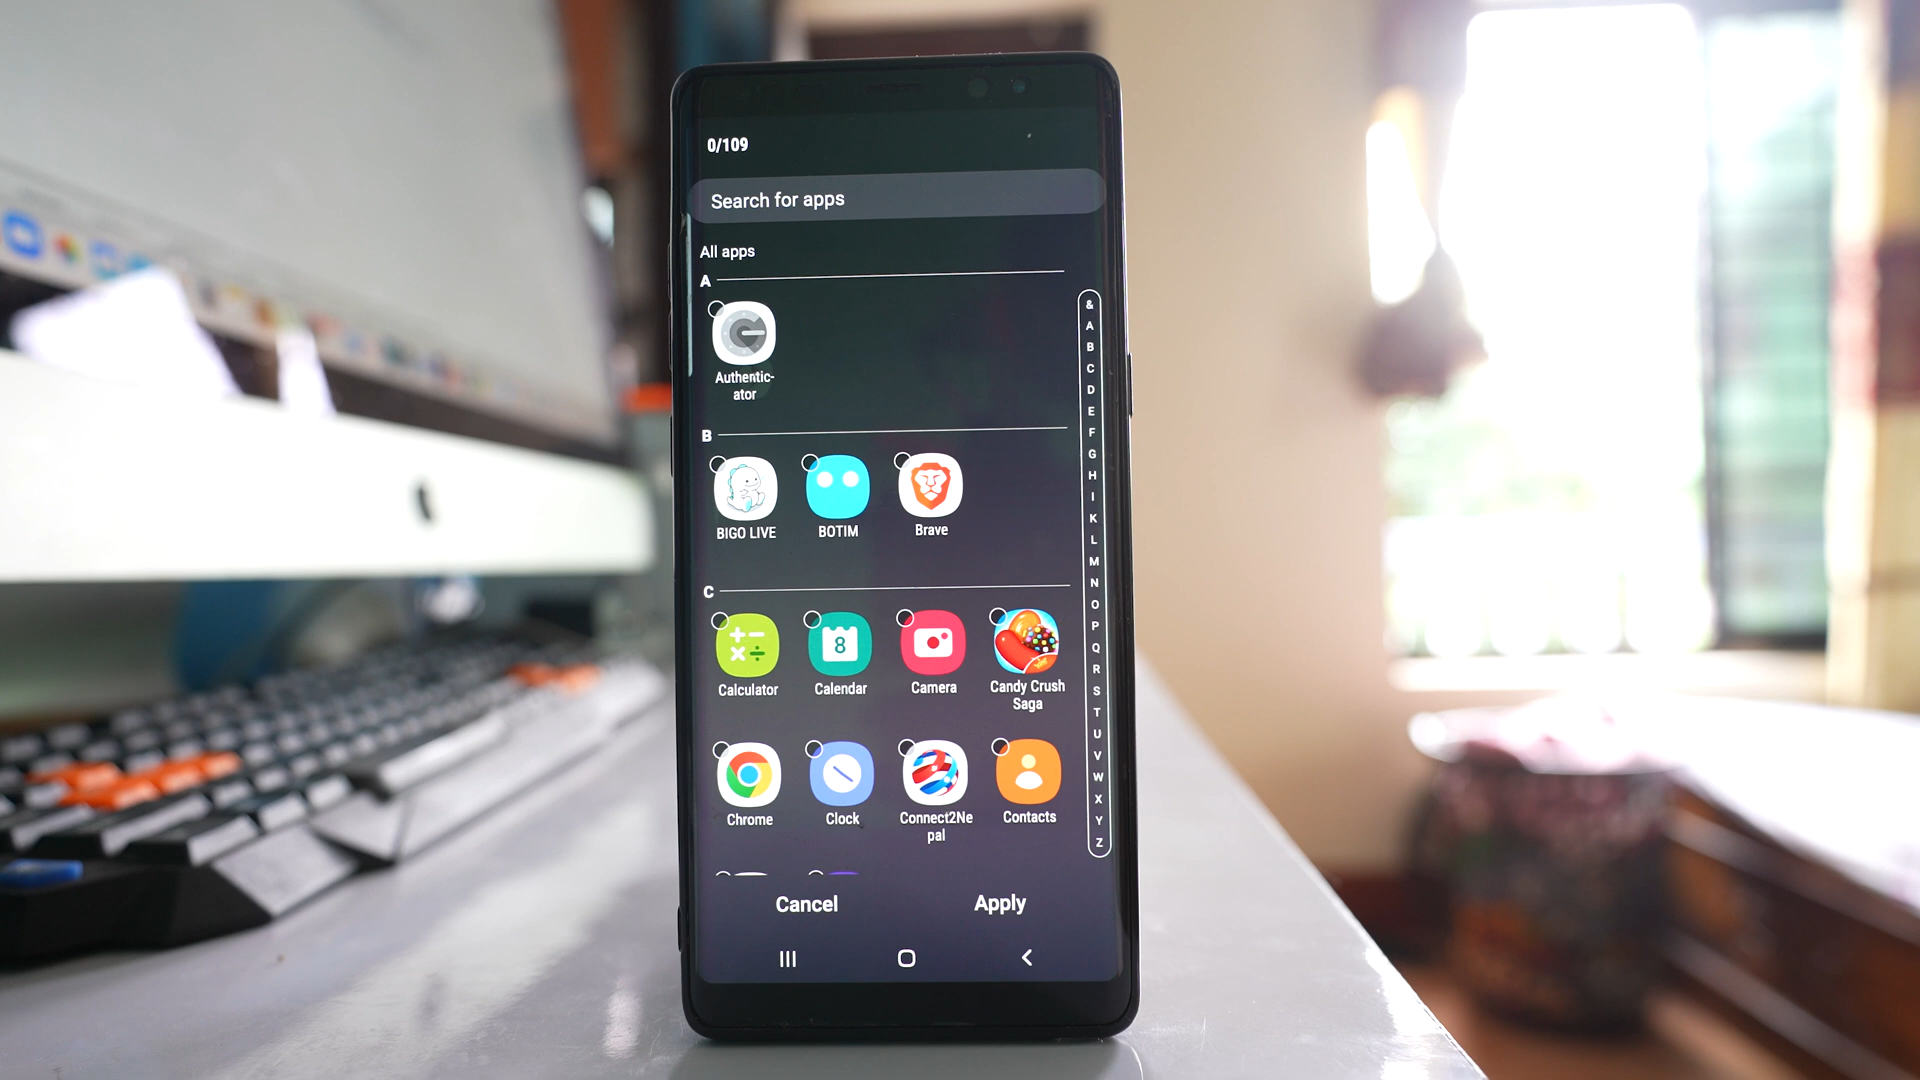 0/109
Search for apps
All apps
A
Authentic-
ator
B
BIGO LIVE BOTIM Brave
C
8
Calculator Calendar Camera Candy Crush
Saga
Chrome Clock Connect2Ne
pal Contacts
&
A
B
C
D
E
F
G
H
I
K
L
M
N
O
P
Q
R
S
T
U
V
W
X
Y
Z
Cancel Apply